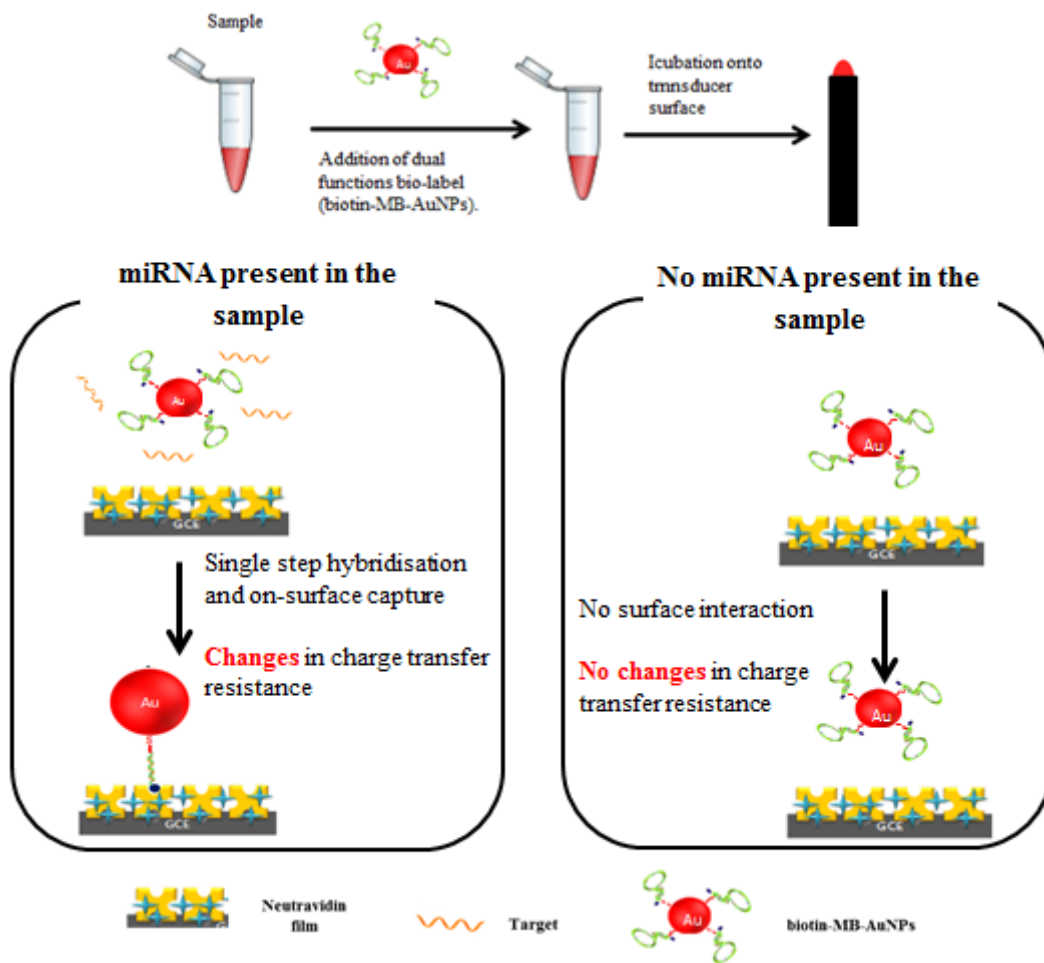 Sample
Au
Addition of dual
functions bio-label
(biotin-MB-AuNPs).
Icubation onto
tmnsducer
surface
miRNA present in the
sample
Au
GCE
Single step hybridisation
and on-surface capture
Changes in charge transfer
resistance
Au
GCE
No miRNA present in the
sample
Au
GCE
No surface interaction
No changes in charge
transfer resistance
Au
GCE
Neutravidin
film
Target
Au
biotin-MB-AuNPs